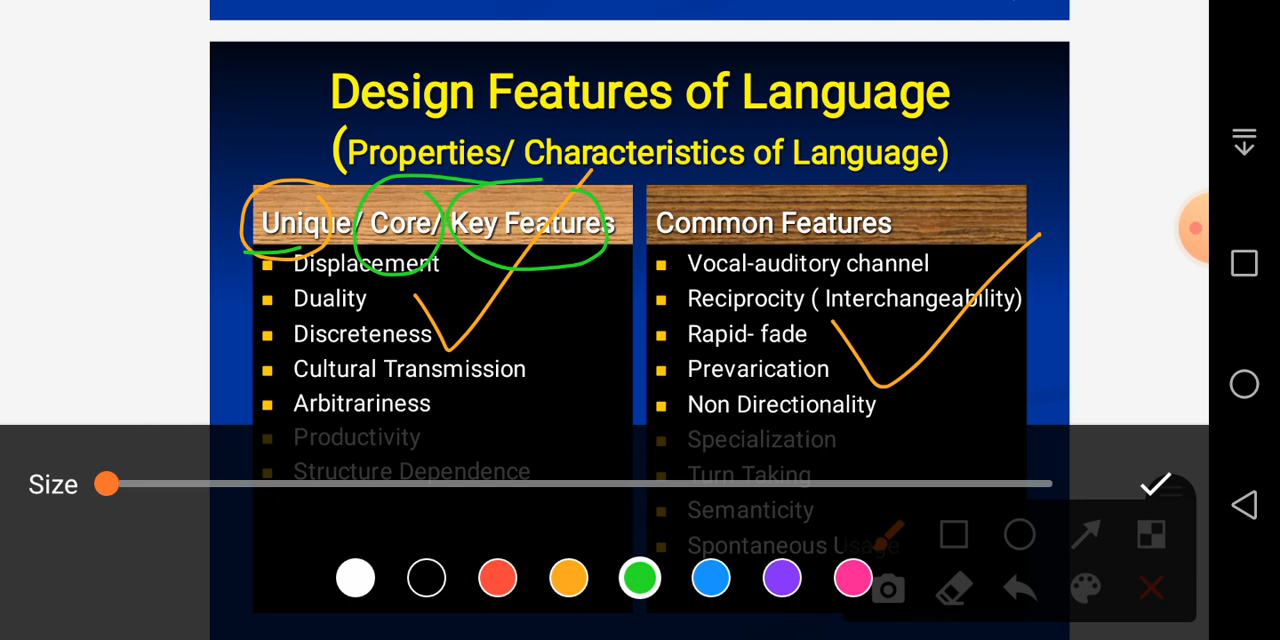 Design Features of Language
(Properties/ Characteristics of Language)
Unique/ Core/ Key Features
Displacement
Duality
Discreteness
Cultural Transmission
Arbitrariness
Productivity
Structure Dependence
Common Features
Vocal-auditory channel
Reciprocity ( Interchangeability)
Rapid- fade
Prevarication
Non Directionality
Specialization
Turn Taking
Semanticity
Spontaneous Usage
Size